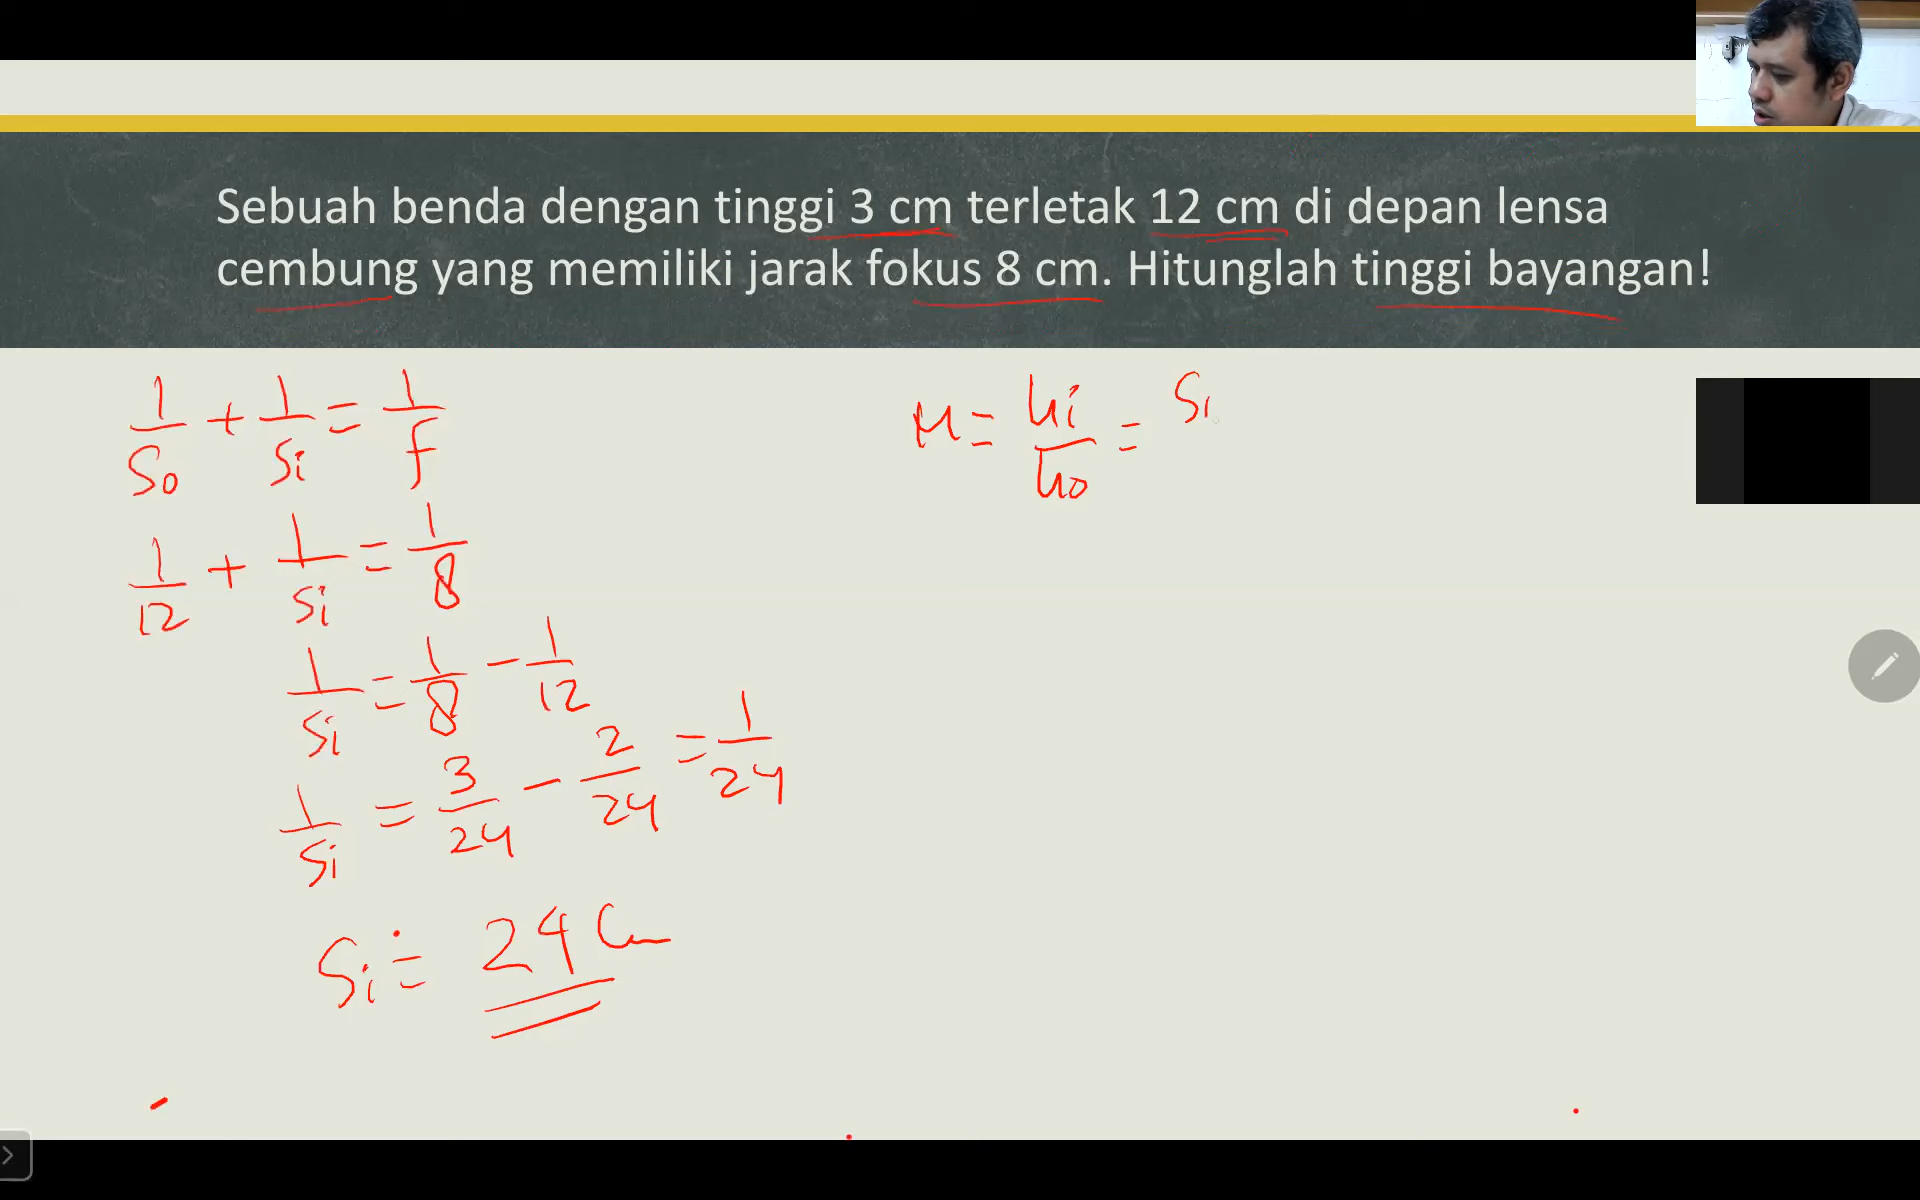 Sebuah benda dengan tinggi 3 cm terletak 12 cm di depan lensa
cembung yang memiliki jarak fokus 8 cm. Hitunglah tinggi bayangan!
1/So + 1/Si = 1/f
1/12 + 1/Si = 1/8
1/Si = 1/8 - 1/12
1/Si = 3/24 - 2/24 = 1/24
Si = 24 cm
M = hi/ho = Si